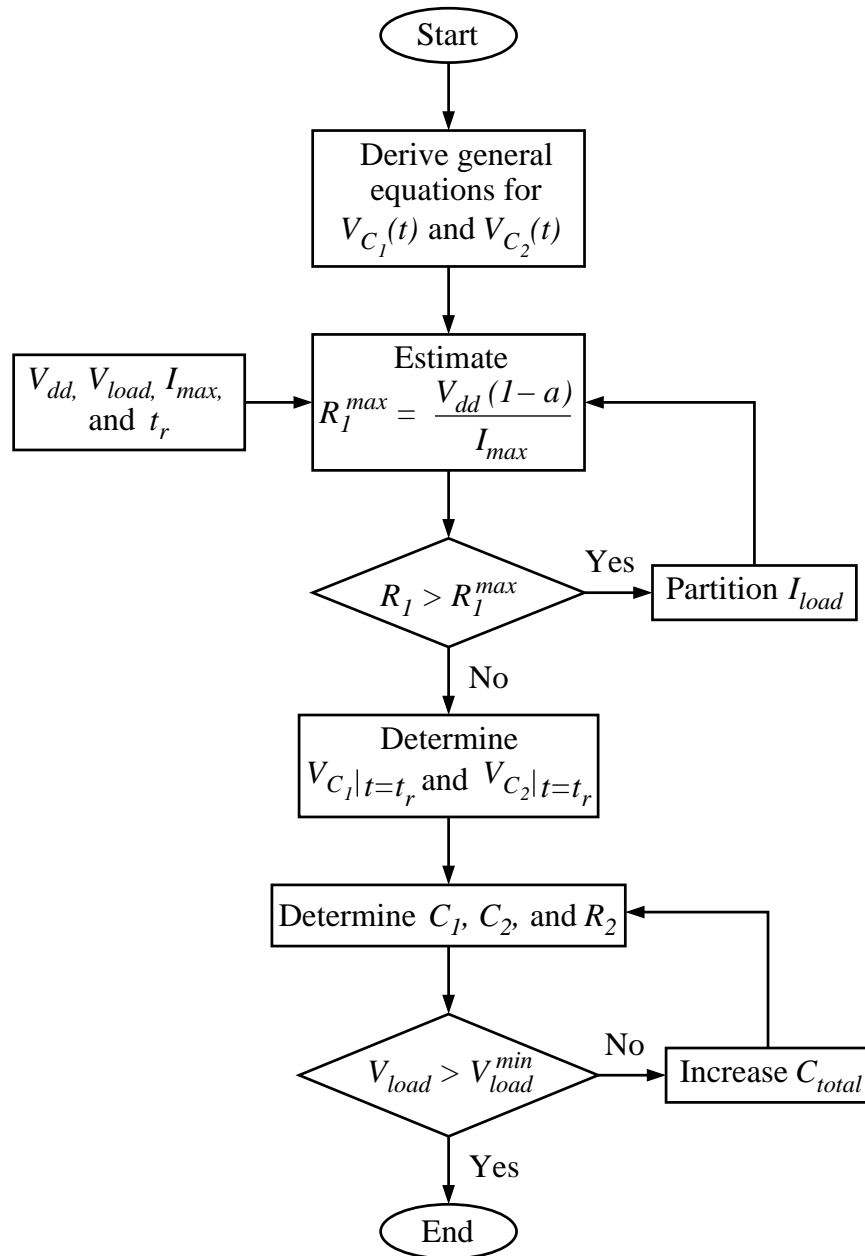 Start
Derive general
equations for
V_{C_1}(t) and V_{C_2}(t)
V_{dd}, V_{load}, I_{max},
and t_r
Estimate
R_1^{max} = \frac{V_{dd} (1 – a)}{I_{max}}
R_1 > R_1^{max}
Yes
Partition I_{load}
No
Determine
V_{C_1}|_{t=t_r} and V_{C_2}|_{t=t_r}
Determine C_1, C_2, and R_2
V_{load} > V_{load}^{min}
No
Increase C_{total}
Yes
End